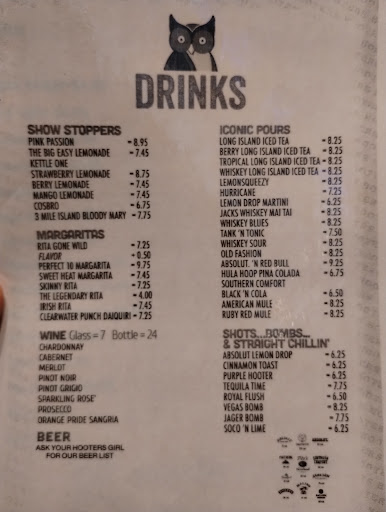 DRINKS
SHOW STOPPERS
PINK PASSION - 8.95
THE BIG EASY LEMONADE - 7.45
KETTLE ONE
STRAWBERRY LEMONADE - 8.75
BERRY LEMONADE - 7.45
MANGO LEMONADE - 7.45
COSBRO - 6.75
3 MILE ISLAND BLOODY MARY - 7.75
MARGARITAS
RITA GONE WILD - 7.25
FLAVOR - 0.50
PERFECT 10 MARGARITA - 9.75
SWEET HEAT MARGARITA - 7.45
SKINNY RITA - 7.25
THE LEGENDARY RITA - 4.00
IRISH RITA - 7.45
CLEARWATER PUNCH DAIQUIRI - 7.25
WINE Glass = 7 Bottle = 24
CHARDONNAY
CABERNET
MERLOT
PINOT NOIR
PINOT GRIGIO
SPARKLING ROSE'
PROSECCO
ORANGE PRIDE SANGRIA
BEER
ASK YOUR HOOTERS GIRL
FOR OUR BEER LIST
ICONIC POURS
LONG ISLAND ICED TEA - 8.25
BERRY LONG ISLAND ICED TEA - 8.25
TROPICAL LONG ISLAND ICED TEA - 8.25
WHISKEY LONG ISLAND ICED TEA - 8.25
LEMONSQUEEZY - 8.25
HURRICANE - 7.25
LEMON DROP MARTINI - 6.25
JACKS WHISKEY MAI TAI - 8.25
WHISKEY BLUES - 8.25
TANK 'N TONIC - 7.50
WHISKEY SOUR - 8.25
OLD FASHION - 8.25
ABSOLUT. 'N RED BULL - 9.25
HULA HOOP PINA COLADA - 6.75
SOUTHERN COMFORT
BLACK 'N COLA - 6.50
AMERICAN MULE - 8.25
RUBY RED MULE - 8.25
SHOTS...BOMBS...
& STRAIGHT CHILLIN'
ABSOLUT LEMON DROP - 6.25
CINNAMON TOAST - 6.25
PURPLE HOOTER - 6.25
TEQUILA TIME - 7.75
ROYAL FLUSH - 6.50
VEGAS BOMB - 8.25
JAGER BOMB - 7.75
SOCO 'N LIME - 6.25